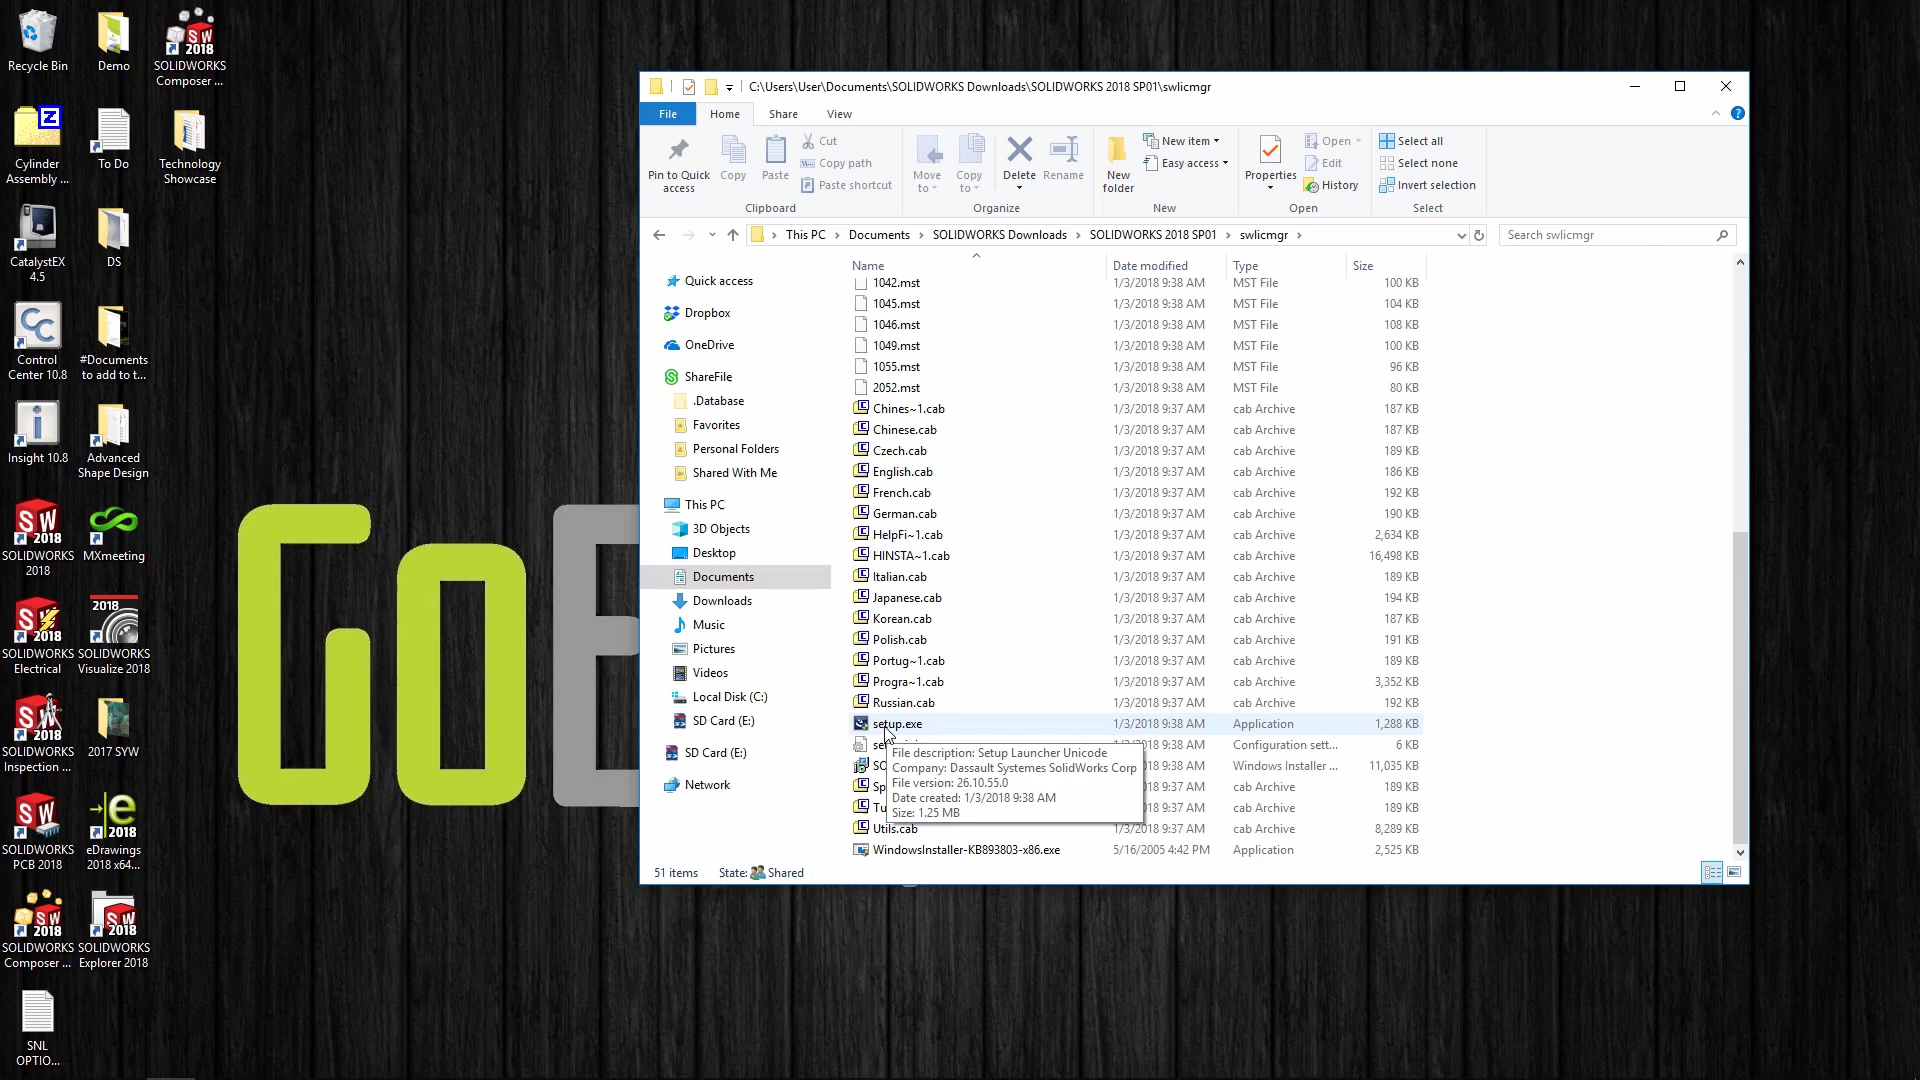 Recycle Bin
Demo
SOLIDWORKS
Composer ...
Cylinder
Assembly ...
To Do
Technology
Showcase
CatalystEX
4.5
DS
Control
Center 10.8
#Documents
to add to t...
Insight 10.8
Advanced
Shape Design
SOLIDWORKS
2018
MXmeeting
SOLIDWORKS
Electrical
SOLIDWORKS
Visualize 2018
SOLIDWORKS
Inspection ...
2017 SYW
SOLIDWORKS
PCB 2018
eDrawings
2018 x64...
SOLIDWORKS
Composer ...
SOLIDWORKS
Explorer 2018
SNL
OPTIO...
GoE
C:\Users\User\Documents\SOLIDWORKS Downloads\SOLIDWORKS 2018 SP01\swlicmgr
File Home Share View
Pin to Quick
access
Copy
Paste
Cut
Copy path
Paste shortcut
Clipboard
Move
to
Copy
to
Delete
Rename
Organize
New
folder
New item
Easy access
New
Properties
Open
Edit
History
Open
Select all
Select none
Invert selection
Select
This PC > Documents > SOLIDWORKS Downloads > SOLIDWORKS 2018 SP01 > swlicmgr >
Search swlicmgr
Quick access
Dropbox
OneDrive
ShareFile
.Database
Favorites
Personal Folders
Shared With Me
This PC
3D Objects
Desktop
Documents
Downloads
Music
Pictures
Videos
Local Disk (C:)
SD Card (E:)
SD Card (E:)
Network
Name Date modified Type Size
1042.mst 1/3/2018 9:38 AM MST File 100 KB
1045.mst 1/3/2018 9:38 AM MST File 104 KB
1046.mst 1/3/2018 9:38 AM MST File 108 KB
1049.mst 1/3/2018 9:38 AM MST File 100 KB
1055.mst 1/3/2018 9:38 AM MST File 96 KB
2052.mst 1/3/2018 9:38 AM MST File 80 KB
Chines~1.cab 1/3/2018 9:37 AM cab Archive 187 KB
Chinese.cab 1/3/2018 9:37 AM cab Archive 187 KB
Czech.cab 1/3/2018 9:37 AM cab Archive 189 KB
English.cab 1/3/2018 9:37 AM cab Archive 186 KB
French.cab 1/3/2018 9:37 AM cab Archive 192 KB
German.cab 1/3/2018 9:37 AM cab Archive 190 KB
HelpFi~1.cab 1/3/2018 9:37 AM cab Archive 2,634 KB
HINSTA~1.cab 1/3/2018 9:37 AM cab Archive 16,498 KB
Italian.cab 1/3/2018 9:37 AM cab Archive 189 KB
Japanese.cab 1/3/2018 9:37 AM cab Archive 194 KB
Korean.cab 1/3/2018 9:37 AM cab Archive 187 KB
Polish.cab 1/3/2018 9:37 AM cab Archive 191 KB
Portug~1.cab 1/3/2018 9:37 AM cab Archive 189 KB
Progra~1.cab 1/3/2018 9:37 AM cab Archive 3,352 KB
Russian.cab 1/3/2018 9:37 AM cab Archive 192 KB
setup.exe 1/3/2018 9:38 AM Application 1,288 KB
Configuration sett... 6 KB
Windows Installer ... 11,035 KB
cab Archive 189 KB
cab Archive 189 KB
Utils.cab 1/3/2018 9:37 AM cab Archive 8,289 KB
WindowsInstaller-KB893803-x86.exe 5/16/2005 4:42 PM Application 2,525 KB
File description: Setup Launcher Unicode
Company: Dassault Systemes SolidWorks Corp
File version: 26.10.55.0
Date created: 1/3/2018 9:38 AM
Size: 1.25 MB
51 items State: Shared